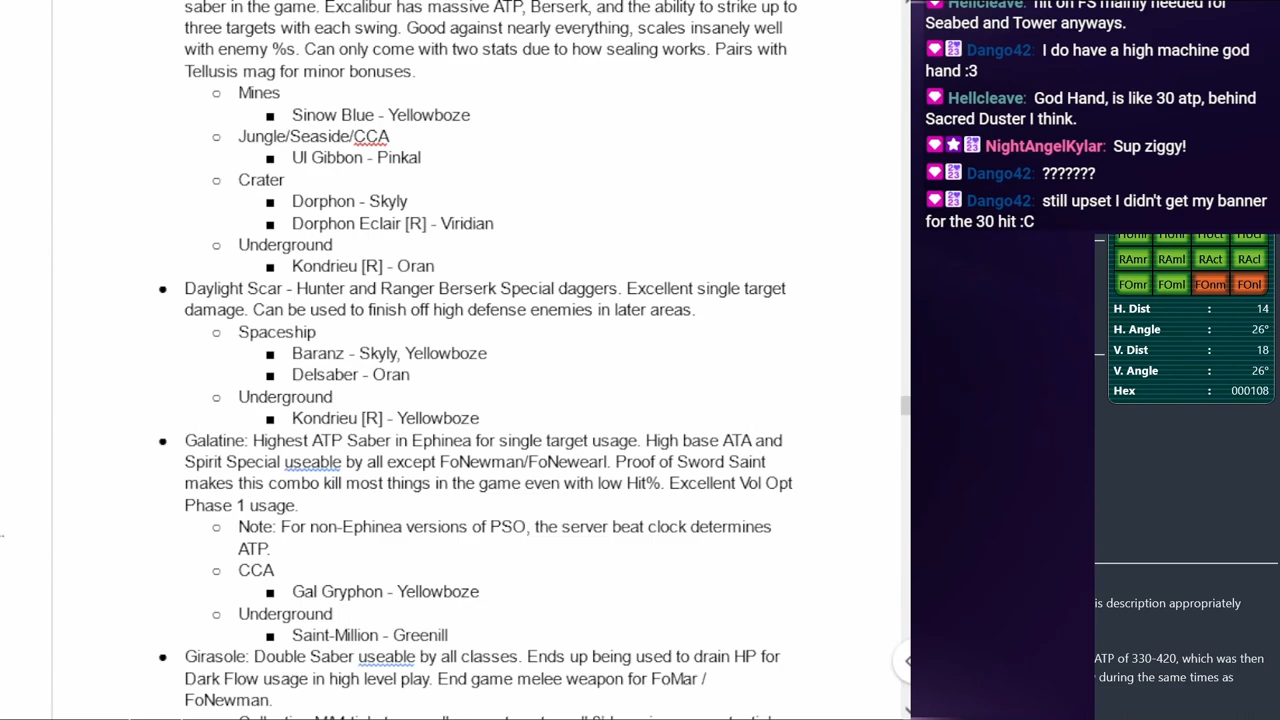 saber in the game. Excalibur has massive ATP, Berserk, and the ability to strike up to
three targets with each swing. Good against nearly everything, scales insanely well
with enemy %s. Can only come with two stats due to how sealing works. Pairs with
Tellusis mag for minor bonuses.
○ Mines
■ Sinow Blue - Yellowboze
○ Jungle/Seaside/CCA
■ Ul Gibbon - Pinkal
○ Crater
■ Dorphon - Skyly
■ Dorphon Eclair [R] - Viridian
○ Underground
■ Kondrieu [R] - Oran
● Daylight Scar - Hunter and Ranger Berserk Special daggers. Excellent single target
damage. Can be used to finish off high defense enemies in later areas.
○ Spaceship
■ Baranz - Skyly, Yellowboze
■ Delsaber - Oran
○ Underground
■ Kondrieu [R] - Yellowboze
● Galatine: Highest ATP Saber in Ephinea for single target usage. High base ATA and
Spirit Special useable by all except FoNewman/FoNewearl. Proof of Sword Saint
makes this combo kill most things in the game even with low Hit%. Excellent Vol Opt
Phase 1 usage.
○ Note: For non-Ephinea versions of PSO, the server beat clock determines
ATP.
○ CCA
■ Gal Gryphon - Yellowboze
○ Underground
■ Saint-Million - Greenill
● Girasole: Double Saber useable by all classes. Ends up being used to drain HP for
Dark Flow usage in high level play. End game melee weapon for FoMar /
FoNewman.
Hellcleave: hit on PS mainly needed for
Seabed and Tower anyways.
Dango42: I do have a high machine god
hand :3
Hellcleave: God Hand, is like 30 atp, behind
Sacred Duster I think.
NightAngelKylar: Sup ziggy!
Dango42: ???????
Dango42: still upset I didn't get my banner
for the 30 hit :C
RAmr RAml RAct RAcl
FOmr FOml FOnm FOnl
H. Dist : 14
H. Angle : 26°
V. Dist : 18
V. Angle : 26°
Hex : 000108
is description appropriately
ATP of 330-420, which was then
during the same times as